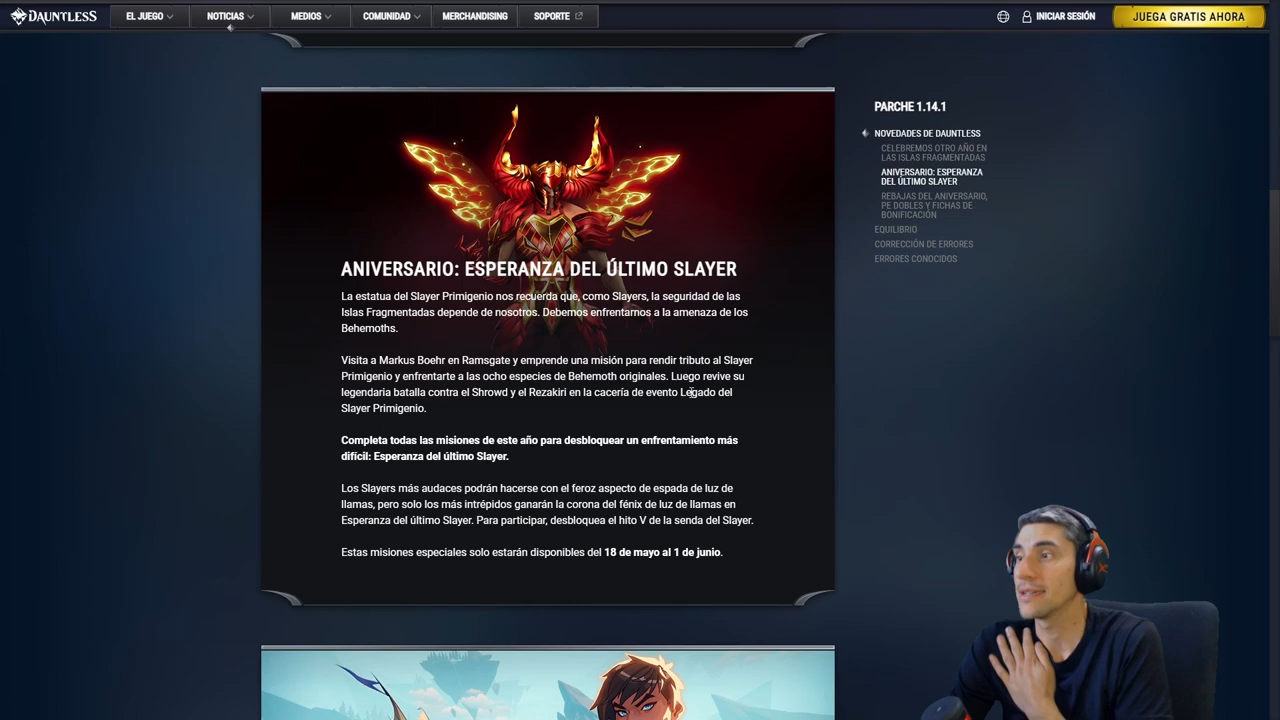 DAUNTLESS
EL JUEGO
NOTICIAS
MEDIOS
COMUNIDAD
MERCHANDISING
SOPORTE
INICIAR SESIÓN
JUEGA GRATIS AHORA
ANIVERSARIO: ESPERANZA DEL ÚLTIMO SLAYER
La estatua del Slayer Primigenio nos recuerda que, como Slayers, la seguridad de las
Islas Fragmentadas depende de nosotros. Debemos enfrentarnos a la amenaza de los
Behemoths.
Visita a Markus Boehr en Ramsgate y emprende una misión para rendir tributo al Slayer
Primigenio y enfrentarte a las ocho especies de Behemoth originales. Luego revive su
legendaria batalla contra el Shrowd y el Rezakiri en la cacería de evento Legado del
Slayer Primigenio.
Completa todas las misiones de este año para desbloquear un enfrentamiento más
difícil: Esperanza del último Slayer.
Los Slayers más audaces podrán hacerse con el feroz aspecto de espada de luz de
llamas, pero solo los más intrépidos ganarán la corona del fénix de luz de llamas en
Esperanza del último Slayer. Para participar, desbloquea el hito V de la senda del Slayer.
Estas misiones especiales solo estarán disponibles del 18 de mayo al 1 de junio.
PARCHE 1.14.1
NOVEDADES DE DAUNTLESS
CELEBREMOS OTRO AÑO EN
LAS ISLAS FRAGMENTADAS
ANIVERSARIO: ESPERANZA
DEL ÚLTIMO SLAYER
REBAJAS DEL ANIVERSARIO,
PE DOBLES Y FICHAS DE
BONIFICACIÓN
EQUILIBRIO
CORRECCIÓN DE ERRORES
ERRORES CONOCIDOS